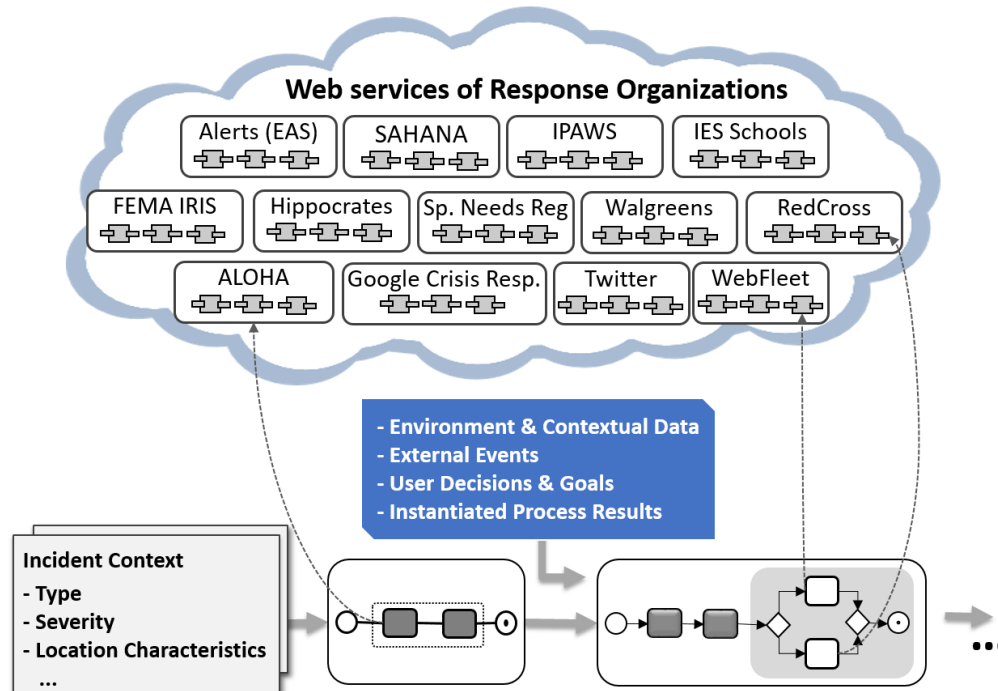 Web services of Response Organizations
Alerts (EAS)
SAHANA
IPAWS
IES Schools
FEMA IRIS
Hippocrates
Sp. Needs Reg
Walgreens
RedCross
ALOHA
Google Crisis Resp.
Twitter
WebFleet
- Environment & Contextual Data
- External Events
- User Decisions & Goals
- Instantiated Process Results
Incident Context
- Type
- Severity
- Location Characteristics
...
...